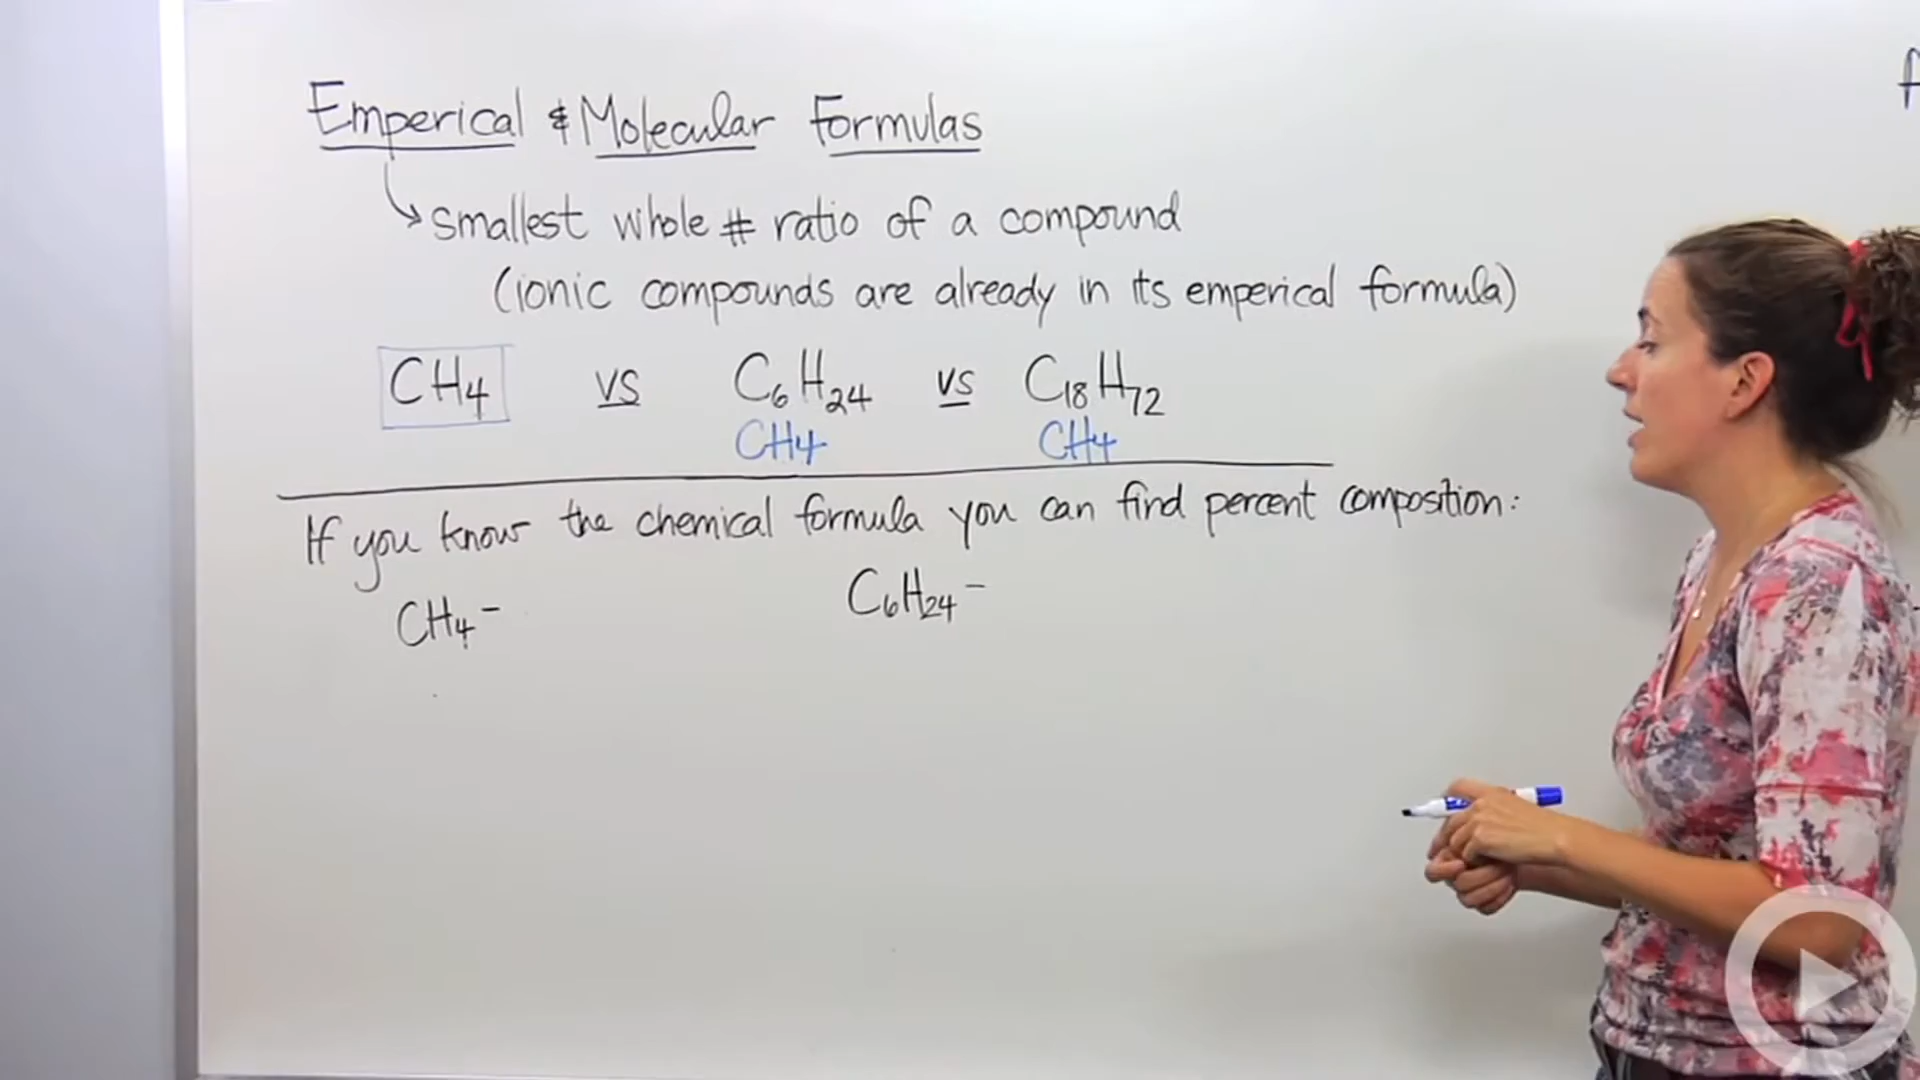 Emperical & Molecular Formulas
smallest whole # ratio of a compound
(ionic compounds are already in its emperical formula)
CH4 vs C6H24 vs C18H72
CH4 CH4
If you know the chemical formula you can find percent composition:
CH4 - C6H24 -